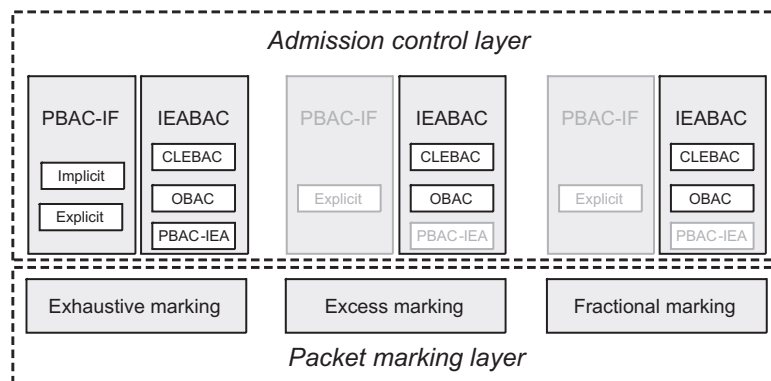 Admission control layer
PBAC-IF IEABAC PBAC-IF IEABAC PBAC-IF IEABAC
CLEBAC CLEBAC CLEBAC
Implicit
OBAC Explicit OBAC Explicit OBAC
Explicit
PBAC-IEA PBAC-IEA PBAC-IEA
Exhaustive marking Excess marking Fractional marking
Packet marking layer